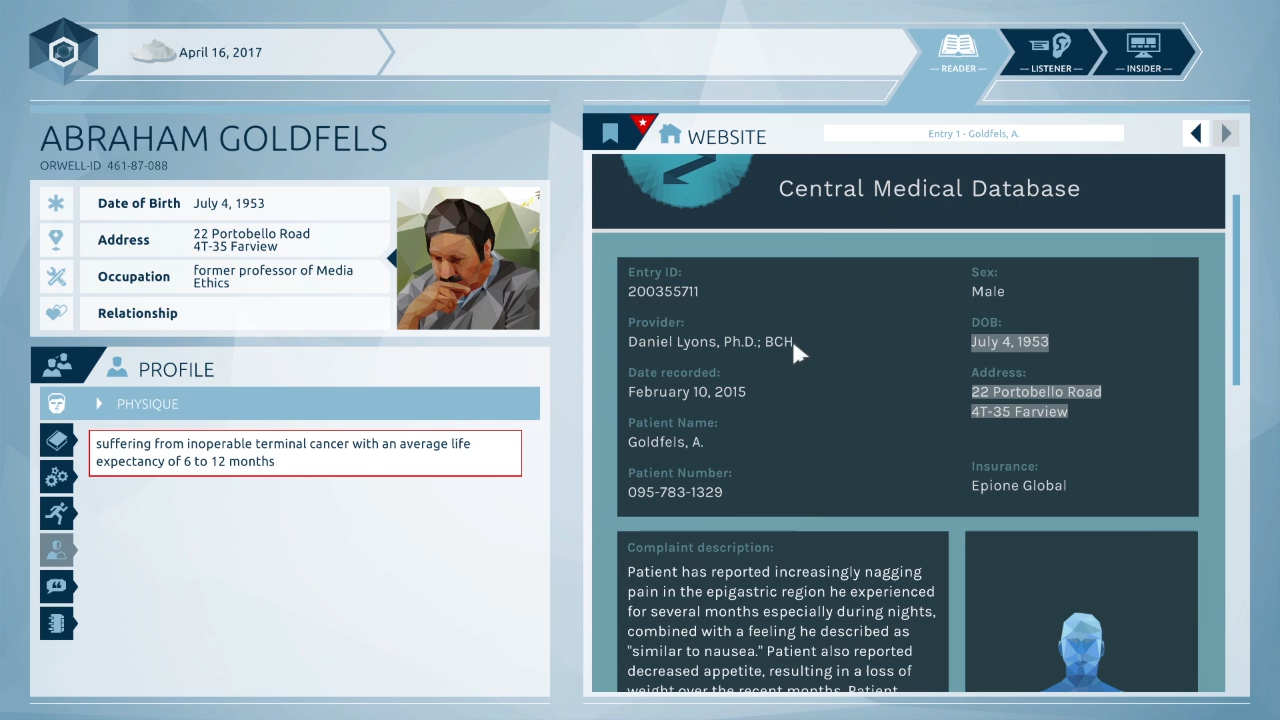 April 16, 2017
— READER —
— LISTENER —
— INSIDER —
ABRAHAM GOLDFELS
ORWELL-ID 461-87-088
Date of Birth July 4, 1953
Address 22 Portobello Road
4T-35 Farview
Occupation former professor of Media
Ethics
Relationship
PROFILE
PHYSIQUE
suffering from inoperable terminal cancer with an average life
expectancy of 6 to 12 months
WEBSITE
Entry 1 - Goldfels, A.
Central Medical Database
Entry ID:
200355711
Provider:
Daniel Lyons, Ph.D.; BCH
Date recorded:
February 10, 2015
Patient Name:
Goldfels, A.
Patient Number:
095-783-1329
Sex:
Male
DOB:
July 4, 1953
Address:
22 Portobello Road
4T-35 Farview
Insurance:
Epione Global
Complaint description:
Patient has reported increasingly nagging
pain in the epigastric region he experienced
for several months especially during nights,
combined with a feeling he described as
"similar to nausea." Patient also reported
decreased appetite, resulting in a loss of
weight over the recent months. Patient